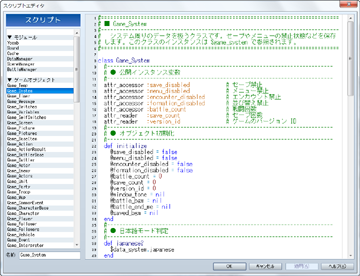 スクリプトエディタ
スクリプト
▼ モジュール
Vocab
Sound
Cache
DataManager
SceneManager
BattleManager
▼ ゲームオブジェクト
Game_Temp
Game_System
Game_Timer
Game_Message
Game_Switches
Game_Variables
Game_SelfSwitches
Game_Screen
Game_Picture
Game_Pictures
Game_BaseItem
Game_Action
Game_ActionResult
Game_BattlerBase
Game_Battler
Game_Actor
Game_Enemy
Game_Actors
Game_Unit
Game_Party
Game_Troop
Game_Map
Game_CommonEvent
Game_CharacterBase
Game_Character
Game_Player
Game_Follower
Game_Followers
Game_Vehicle
Game_Event
Game_Interpreter
名前: Game_System
■ Game_System
システム周りのデータを扱うクラスです。セーブやメニューの禁止状態などを保存
します。このクラスのインスタンスは $game_system で参照されます。
class Game_System
# ● 公開インスタンス変数
attr_accessor :save_disabled # セーブ禁止
attr_accessor :menu_disabled # メニュー禁止
attr_accessor :encounter_disabled # エンカウント禁止
attr_accessor :formation_disabled # 並び替え禁止
attr_accessor :battle_count # 戦闘回数
attr_reader :save_count # セーブ回数
attr_reader :version_id # ゲームのバージョン ID
# ● オブジェクト初期化
def initialize
@save_disabled = false
@menu_disabled = false
@encounter_disabled = false
@formation_disabled = false
@battle_count = 0
@save_count = 0
@version_id = 0
@window_tone = nil
@battle_bgm = nil
@battle_end_me = nil
@saved_bgm = nil
end
# ● 日本語モード判定
def japanese?
$data_system.japanese
end
OK
キャンセル
適用(A)
ヘルプ(H)